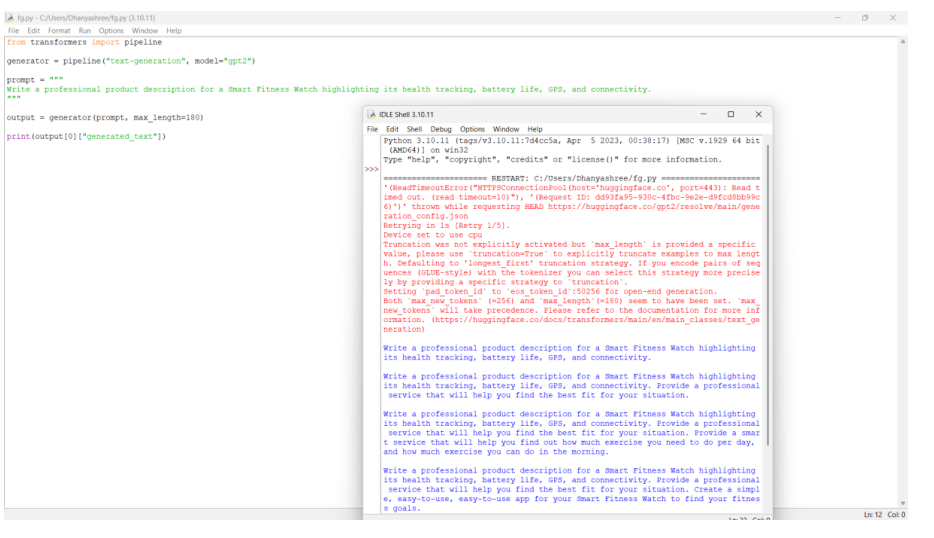 fg.py - C:/Users/Dhanyashree/fg.py (3.10.11)
File Edit Format Run Options Window Help
from transformers import pipeline
generator = pipeline("text-generation", model="gpt2")
prompt = """
Write a professional product description for a Smart Fitness Watch highlighting its health tracking, battery life, GPS, and connectivity.
"""
output = generator(prompt, max_length=180)
print(output[0]["generated_text"])
IDLE Shell 3.10.11
File Edit Shell Debug Options Window Help
Python 3.10.11 (tags/v3.10.11:7d4cc5a, Apr  5 2023, 00:38:17) [MSC v.1929 64 bit
(AMD64)] on win32
Type "help", "copyright", "credits" or "license()" for more information.
>>>
====================== RESTART: C:/Users/Dhanyashree/fg.py =====================
'(ReadTimeoutError("HTTPSConnectionPool(host='huggingface.co', port=443): Read t
imed out. (read timeout=10)"), '(Request ID: dd93fa95-930c-4fbc-9e2e-d9fcd8bb99c
6)')' thrown while requesting HEAD https://huggingface.co/gpt2/resolve/main/gene
ration_config.json
Retrying in 1s [Retry 1/5].
Device set to use cpu
Truncation was not explicitly activated but `max_length` is provided a specific
value, please use `truncation=True` to explicitly truncate examples to max lengt
h. Defaulting to 'longest_first' truncation strategy. If you encode pairs of seq
uences (GLUE-style) with the tokenizer you can select this strategy more precise
ly by providing a specific strategy to `truncation`.
Setting `pad_token_id` to `eos_token_id`:50256 for open-end generation.
Both `max_new_tokens` (=256) and `max_length`(=180) seem to have been set. `max_
new_tokens` will take precedence. Please refer to the documentation for more inf
ormation. (https://huggingface.co/docs/transformers/main/en/main_classes/text_ge
neration)
Write a professional product description for a Smart Fitness Watch highlighting
its health tracking, battery life, GPS, and connectivity.
Write a professional product description for a Smart Fitness Watch highlighting
its health tracking, battery life, GPS, and connectivity. Provide a professional
service that will help you find the best fit for your situation.
Write a professional product description for a Smart Fitness Watch highlighting
its health tracking, battery life, GPS, and connectivity. Provide a professional
service that will help you find the best fit for your situation. Provide a smar
t service that will help you find out how much exercise you need to do per day,
and how much exercise you can do in the morning.
Write a professional product description for a Smart Fitness Watch highlighting
its health tracking, battery life, GPS, and connectivity. Provide a professional
service that will help you find the best fit for your situation. Create a simpl
e, easy-to-use, easy-to-use app for your Smart Fitness Watch to find your fitnes
s goals.
Ln: 12 Col: 0